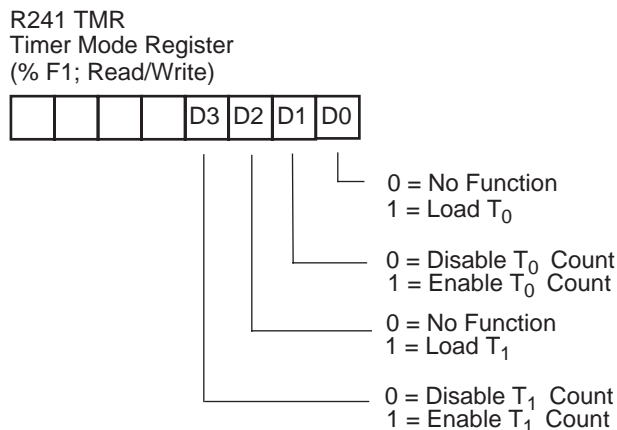 R241 TMR
Timer Mode Register
(% F1; Read/Write)
D3 D2 D1 D0
0 = No Function
1 = Load T0
0 = Disable T0 Count
1 = Enable T0 Count
0 = No Function
1 = Load T1
0 = Disable T1 Count
1 = Enable T1 Count